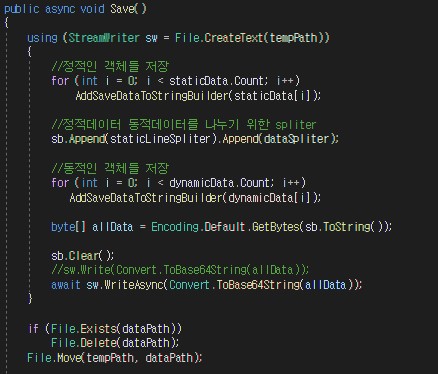 public async void Save()
{
using (StreamWriter sw = File.CreateText(tempPath))
{
//정적인 객체들 저장
for (int i = 0; i < staticData.Count; i++)
AddSaveDataToStringBuilder(staticData[i]);
//정적데이터 동적데이터를 나누기 위한 spliter
sb.Append(staticLineSpliter).Append(dataSpliter);
//동적인 객체들 저장
for (int i = 0; i < dynamicData.Count; i++)
AddSaveDataToStringBuilder(dynamicData[i]);
byte[] allData = Encoding.Default.GetBytes(sb.ToString());
sb.Clear();
//sw.Write(Convert.ToBase64String(allData));
await sw.WriteAsync(Convert.ToBase64String(allData));
}
if (File.Exists(dataPath))
File.Delete(dataPath);
File.Move(tempPath, dataPath);